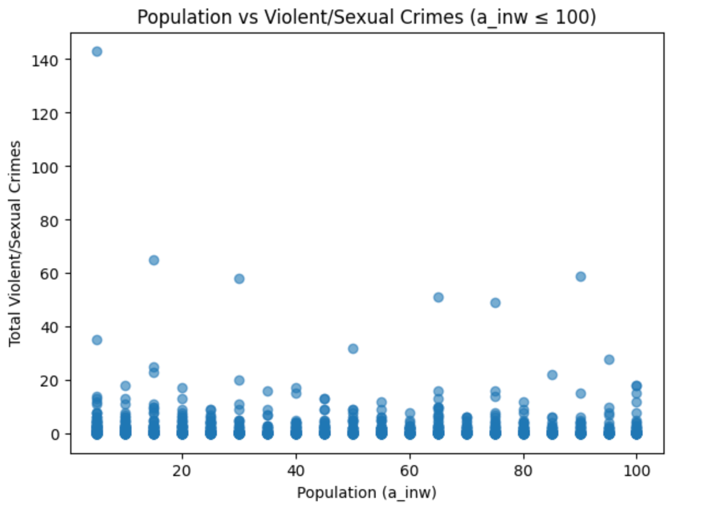 Population vs Violent/Sexual Crimes (a_inw ≤ 100)
Total Violent/Sexual Crimes
140
120
100
80
60
40
20
0
20 40 60 80 100
Population (a_inw)